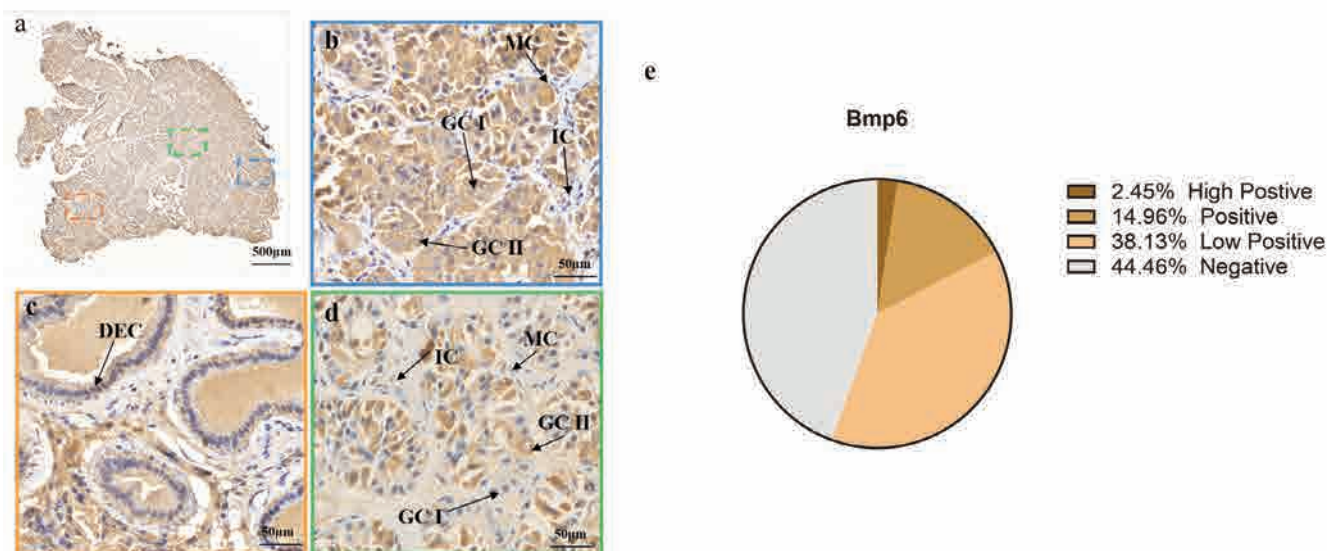 a
500μm
b
MC
GC I
IC
GC II
50μm
c
DEC
50μm
d
IC
MC
GC II
GC I
50μm
e
Bmp6
2.45% High Postive
14.96% Positive
38.13% Low Positive
44.46% Negative